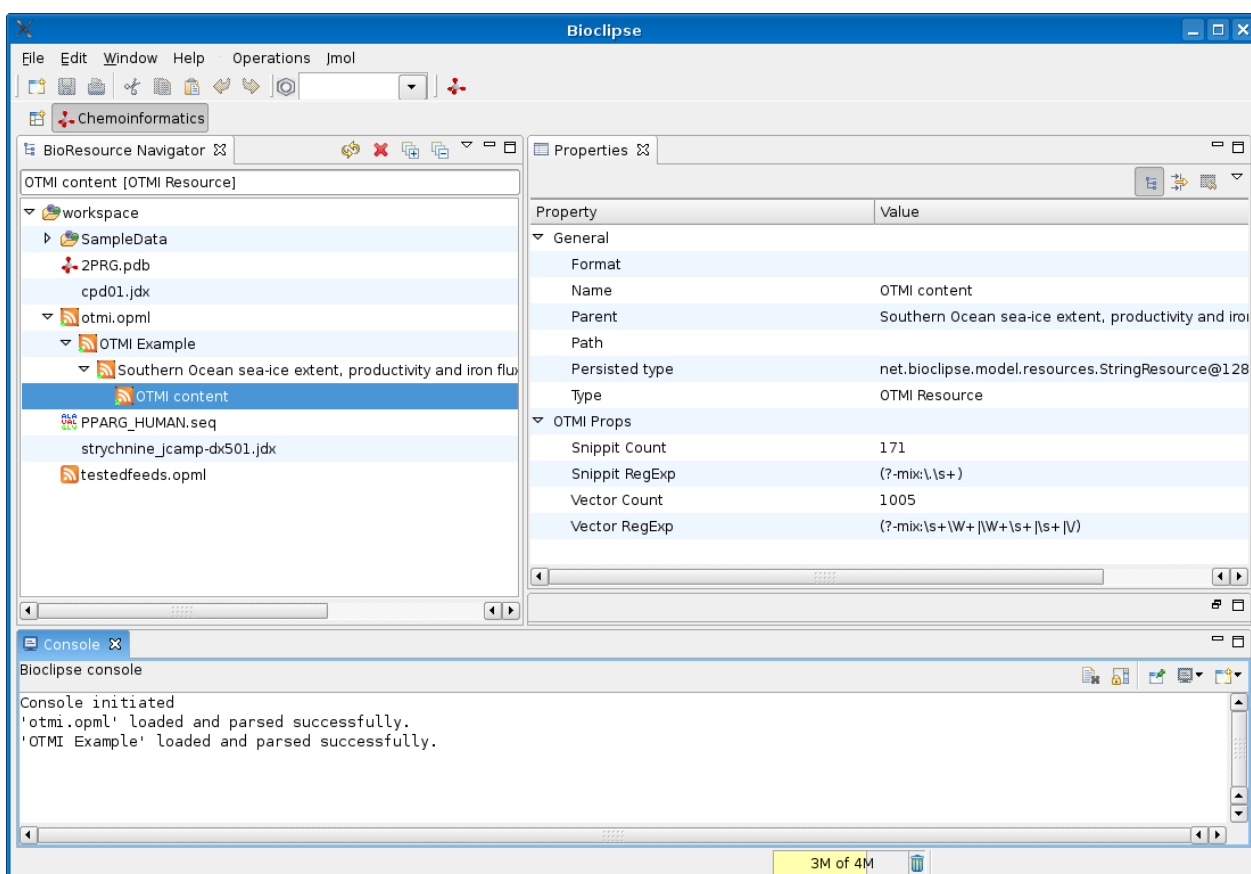 Bioclipse
File Edit Window Help Operations Jmol
Chemoinformatics
BioResource Navigator
OTMI content [OTMI Resource]
workspace
SampleData
2PRG.pdb
cpd01.jdx
otmi.opml
OTMI Example
Southern Ocean sea-ice extent, productivity and iron flu
OTMI content
PPARG_HUMAN.seq
strychnine_jcamp-dx501.jdx
testedfeeds.opml
Properties
Property Value
General
Format
Name OTMI content
Parent Southern Ocean sea-ice extent, productivity and iro
Path
Persisted type net.bioclipse.model.resources.StringResource@128
Type OTMI Resource
OTMI Props
Snippit Count 171
Snippit RegExp (?-mix:\.\s+)
Vector Count 1005
Vector RegExp (?-mix:\s+\W+|\W+\s+|\s+|\/)
Console
Bioclipse console
Console initiated
'otmi.opml' loaded and parsed successfully.
'OTMI Example' loaded and parsed successfully.
3M of 4M